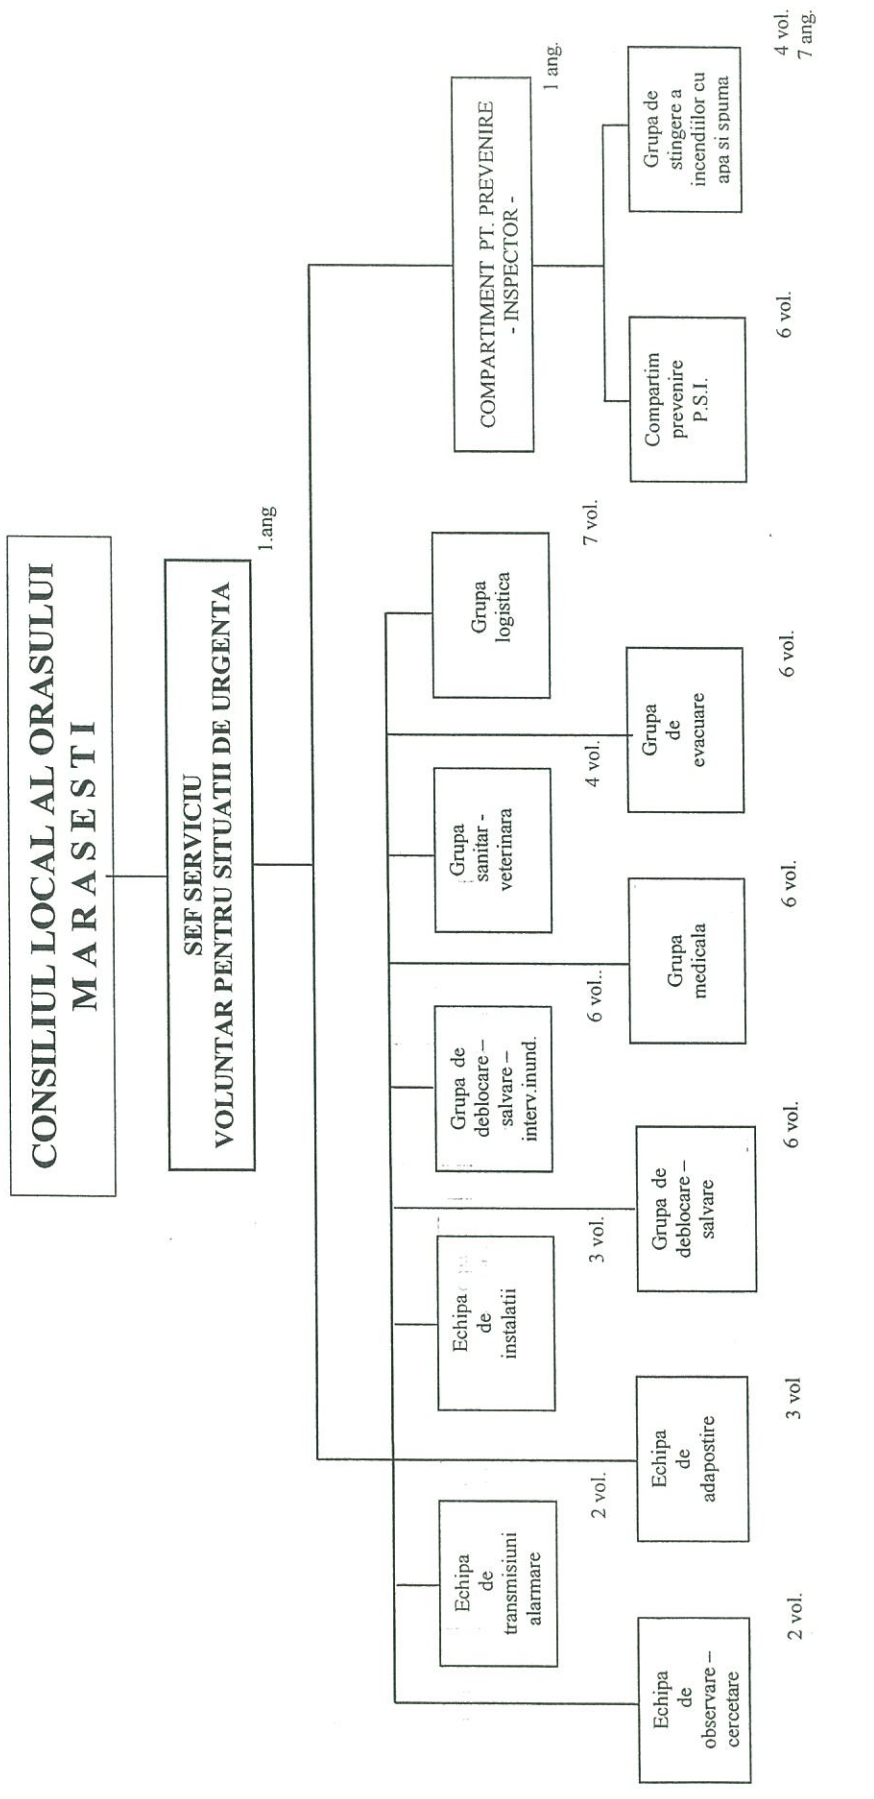 CONSILIUL LOCAL AL ORASULUI
M A R A S E S T I
SEF SERVICIU
VOLUNTAR PENTRU SITUATII DE URGENTA
1.ang
COMPARTIMENT PT. PREVENIRE
- INSPECTOR -
1 ang.
Echipa
de
transmisiuni
alarmare
2 vol.
Echipa
de
instalatii
3 vol.
Grupa de
deblocare –
salvare –
interv.inund.
6 vol..
Grupa
sanitar -
veterinara
4 vol.
Grupa
logistica
7 vol.
Echipa
de
observare –
cercetare
2 vol.
Echipa
de
adapostire
3 vol
Grupa de
deblocare –
salvare
6 vol.
Grupa
medicala
6 vol.
Grupa
de
evacuare
6 vol.
Compartim
prevenire
P.S.I.
6 vol.
Grupa de
stingere a
incendiilor cu
apa si spuma
4 vol.
7 ang.